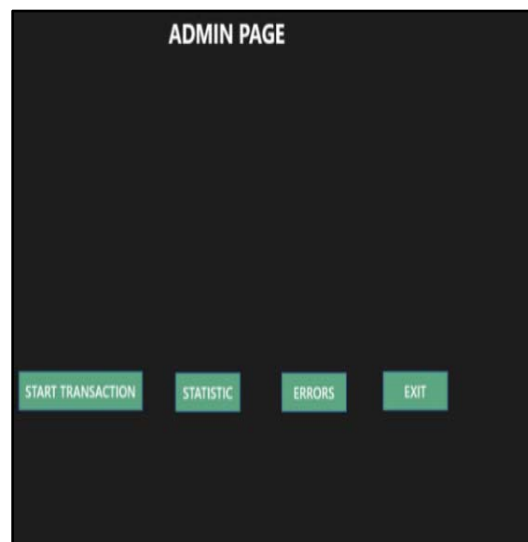 ADMIN PAGE
START TRANSACTION
STATISTIC
ERRORS
EXIT